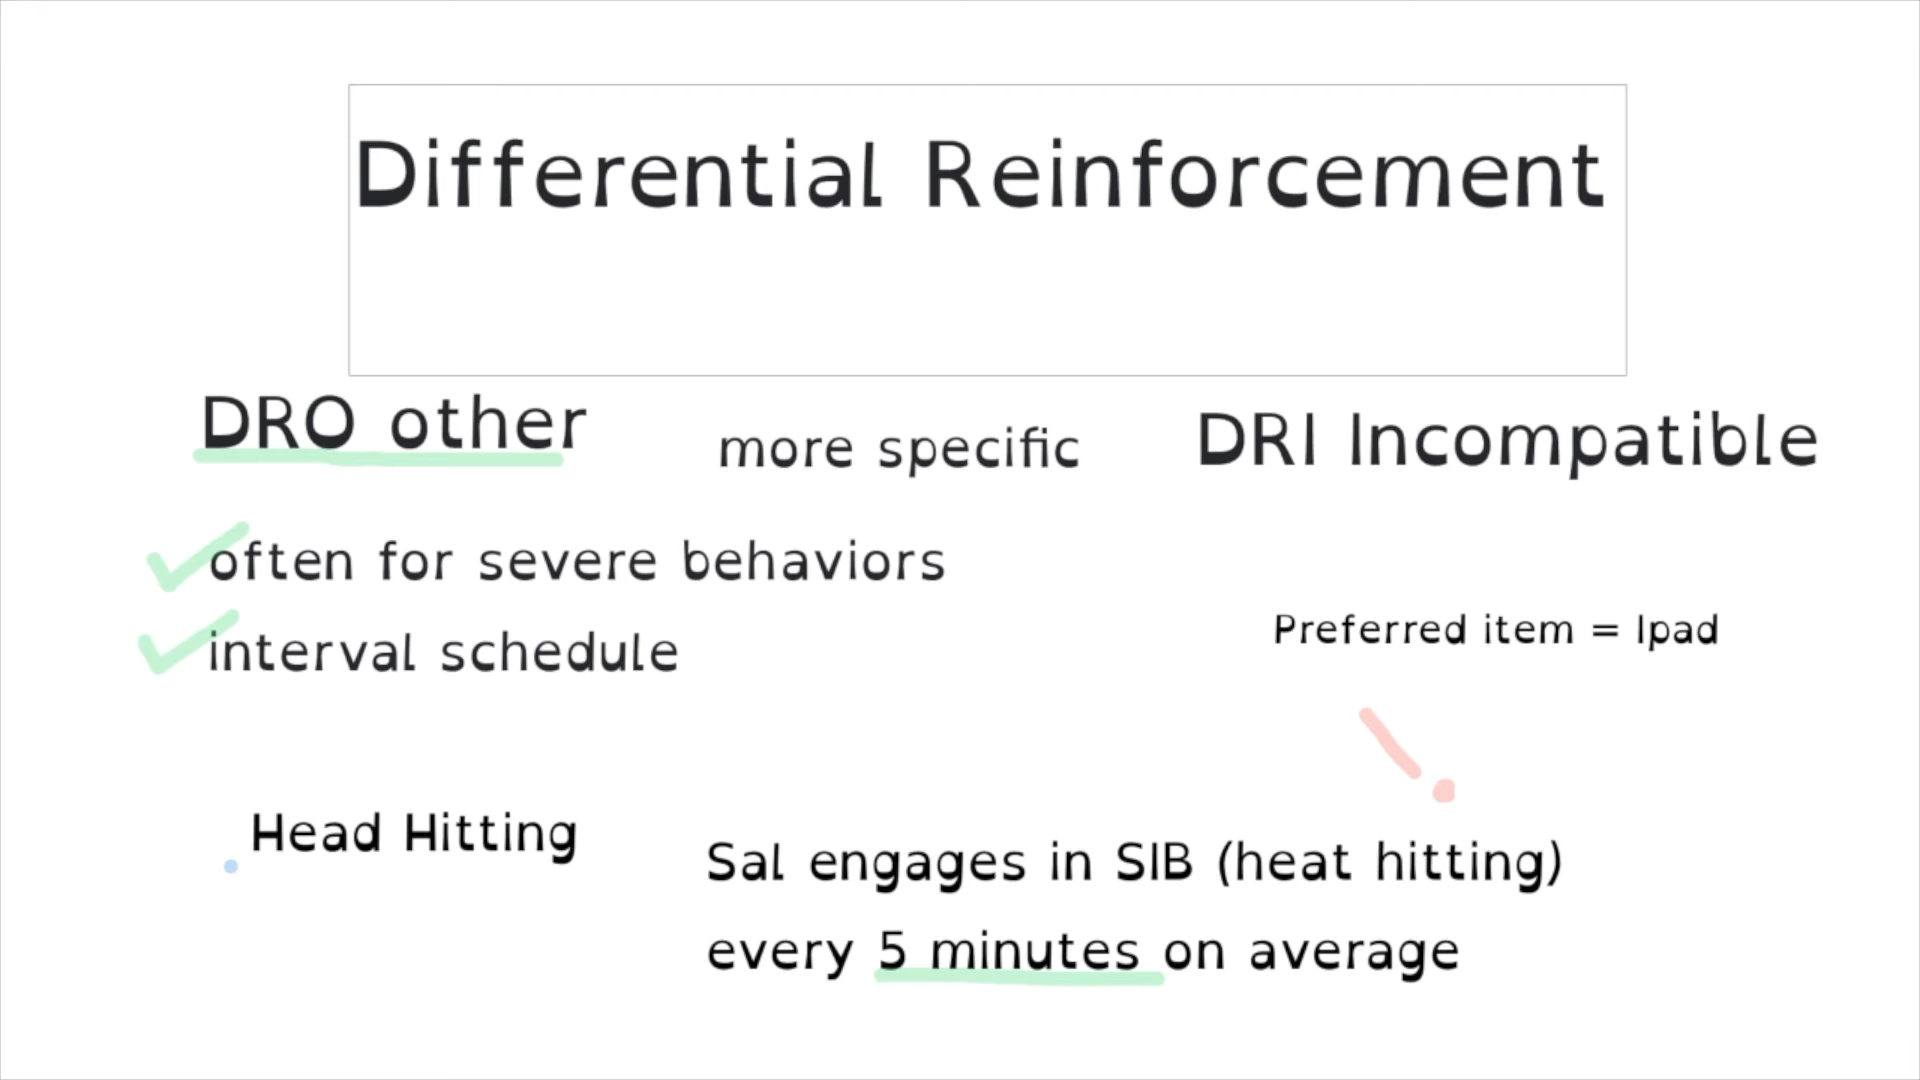 Differential Reinforcement
DRO other
more specific
DRI Incompatible
often for severe behaviors
interval schedule
Preferred item = Ipad
Head Hitting
Sal engages in SIB (heat hitting)
every 5 minutes on average